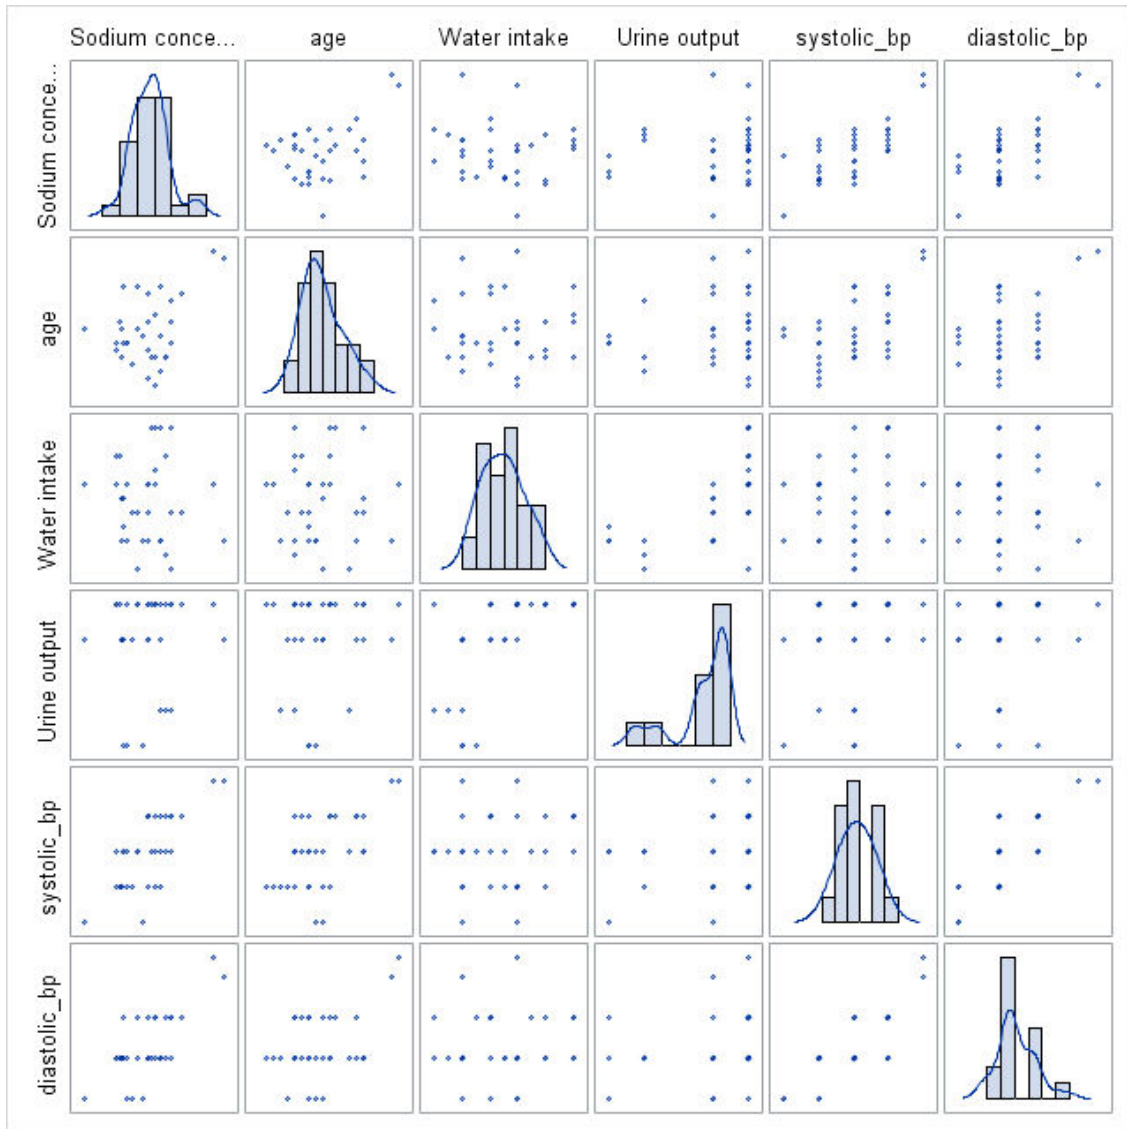 Sodium conce... age Water intake Urine output systolic_bp diastolic_bp
Sodium conce...
age
Water intake
Urine output
systolic_bp
diastolic_bp